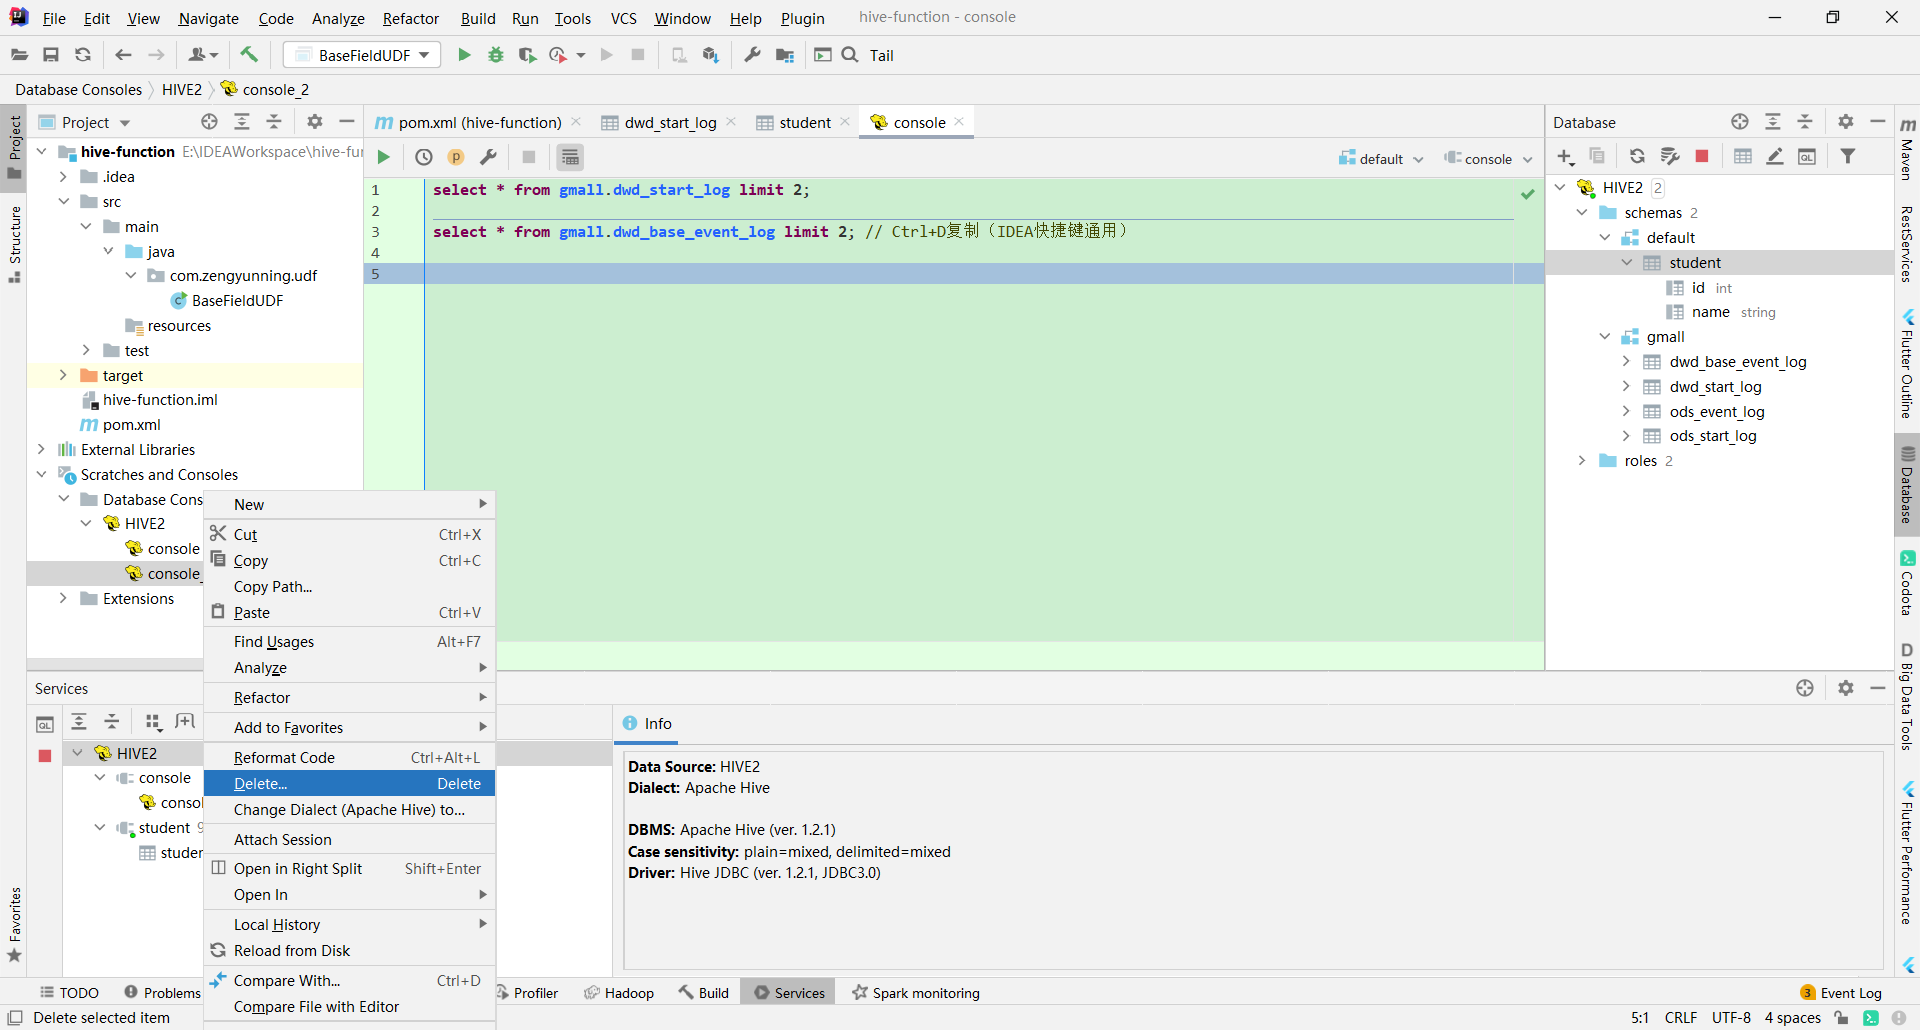 File Edit View Navigate Code Analyze Refactor Build Run Tools VCS Window Help Plugin hive-function - console
BaseFieldUDF Tail
Database Consoles HIVE2 console_2
Project
pom.xml (hive-function) dwd_start_log student console
Database
default console
hive-function E:\IDEAWorkspace\hive-fu
.idea
src
main
java
com.zengyunning.udf
BaseFieldUDF
resources
test
target
hive-function.iml
pom.xml
External Libraries
Scratches and Consoles
Database Cons
HIVE2
console
console_
Extensions
1 select * from gmall.dwd_start_log limit 2;
2
3 select * from gmall.dwd_base_event_log limit 2; // Ctrl+D复制（IDEA快捷键通用）
4
5
HIVE2 2
schemas 2
default
student
id int
name string
gmall
dwd_base_event_log
dwd_start_log
ods_event_log
ods_start_log
roles 2
New
Cut Ctrl+X
Copy Ctrl+C
Copy Path...
Paste Ctrl+V
Find Usages Alt+F7
Analyze
Refactor
Add to Favorites
Reformat Code Ctrl+Alt+L
Delete... Delete
Change Dialect (Apache Hive) to...
Attach Session
Open in Right Split Shift+Enter
Open In
Local History
Reload from Disk
Compare With... Ctrl+D
Compare File with Editor
Services
HIVE2
console
consol
student 9
studen
Info
Data Source: HIVE2
Dialect: Apache Hive
DBMS: Apache Hive (ver. 1.2.1)
Case sensitivity: plain=mixed, delimited=mixed
Driver: Hive JDBC (ver. 1.2.1, JDBC3.0)
Project
Structure
Favorites
Maven
RestServices
Flutter Outline
Database
Codota
Big Data Tools
Flutter Performance
TODO Problems Profiler Hadoop Build Services Spark monitoring 3 Event Log
Delete selected item 5:1 CRLF UTF-8 4 spaces